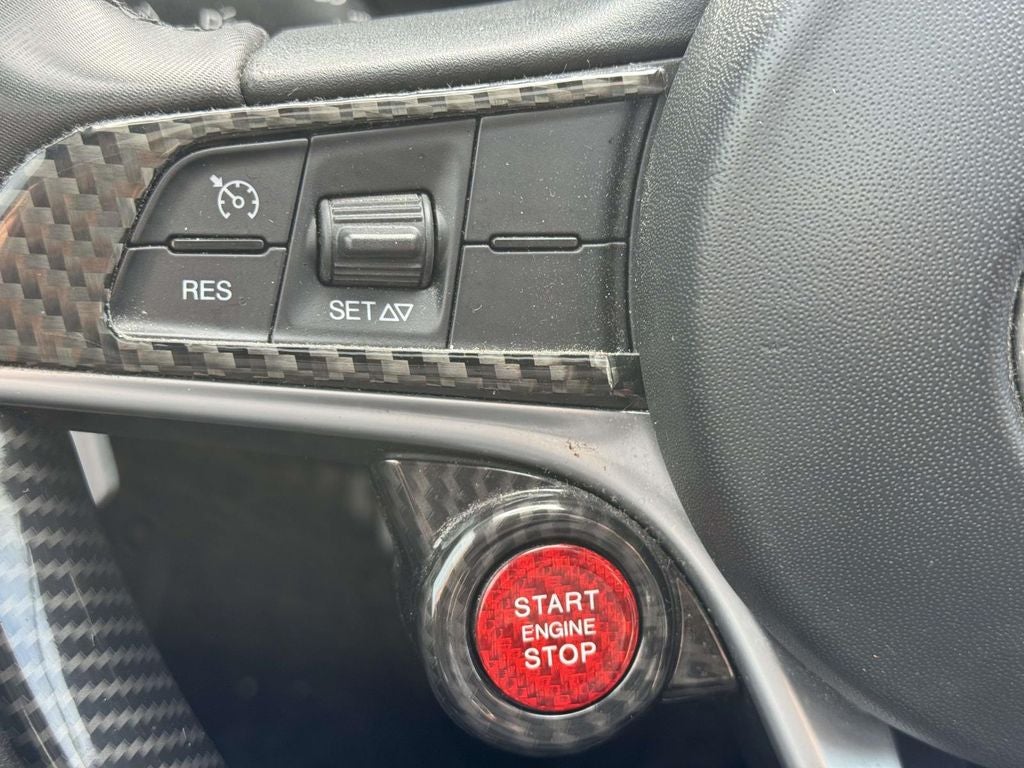 RES
SET △▽
START
ENGINE
STOP